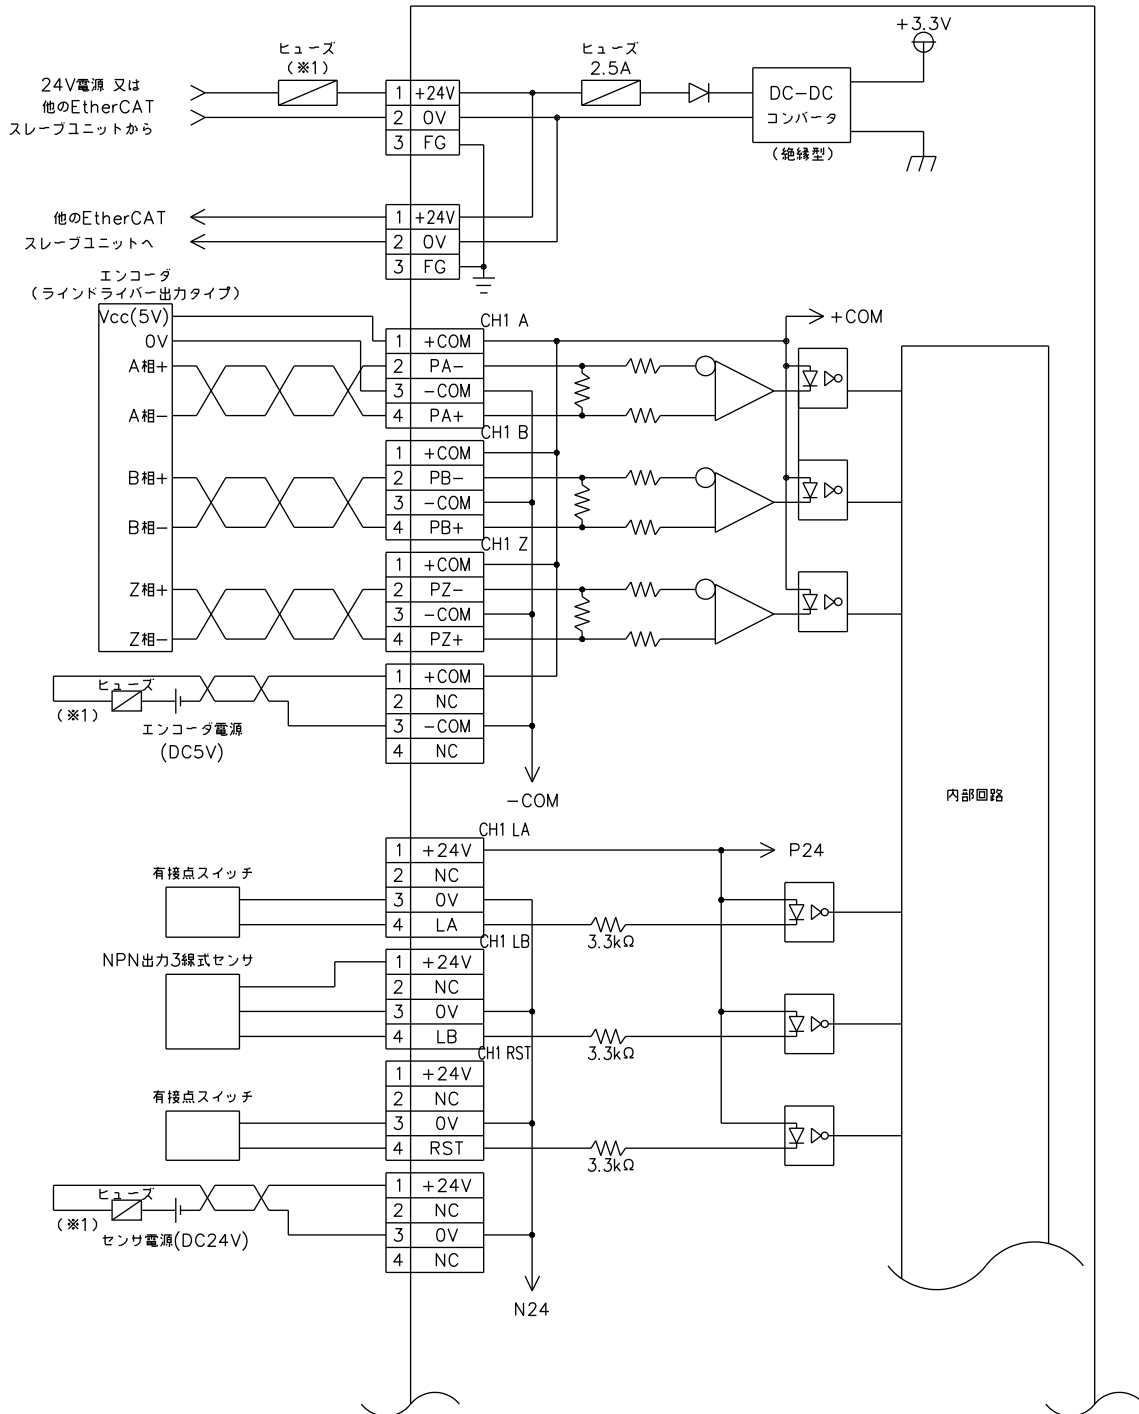 +3.3V
ヒューズ
(※1)
ヒューズ
2.5A
24V電源 又は
他のEtherCAT
スレーブユニットから
1 +24V
2 0V
3 FG
DC-DC
コンバータ
(絶縁型)
他のEtherCAT
スレーブユニットへ
1 +24V
2 0V
3 FG
エンコーダ
(ラインドライバー出力タイプ)
Vcc(5V)
0V
A相+
A相-
B相+
B相-
Z相+
Z相-
CH1 A
1 +COM
2 PA-
3 -COM
4 PA+
+COM
CH1 B
1 +COM
2 PB-
3 -COM
4 PB+
CH1 Z
1 +COM
2 PZ-
3 -COM
4 PZ+
1 +COM
2 NC
3 -COM
4 NC
ヒューズ
(※1)
エンコーダ電源
(DC5V)
-COM
内部回路
CH1 LA
1 +24V
2 NC
3 0V
4 LA
P24
有接点スイッチ
3.3kΩ
CH1 LB
NPN出力3線式センサ
1 +24V
2 NC
3 0V
4 LB
3.3kΩ
CH1 RST
1 +24V
2 NC
3 0V
4 RST
有接点スイッチ
3.3kΩ
1 +24V
2 NC
3 0V
4 NC
ヒューズ
(※1)
センサ電源(DC24V)
N24